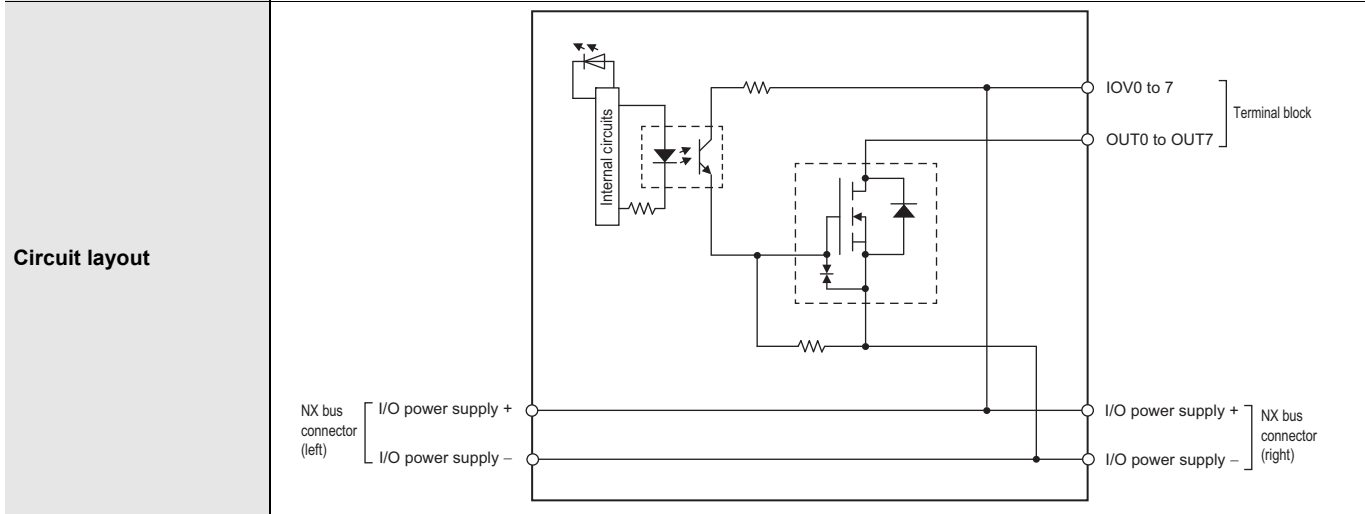 Circuit layout
Internal circuits
IOV0 to 7
OUT0 to OUT7
Terminal block
NX bus
connector
(left)
I/O power supply +
I/O power supply –
I/O power supply +
I/O power supply –
NX bus
connector
(right)